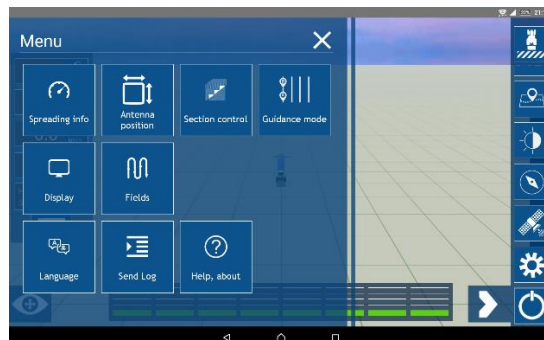 Menu
Spreading info
Antenna
position
Section control
Guidance mode
Display
Fields
Language
Send Log
Help, about